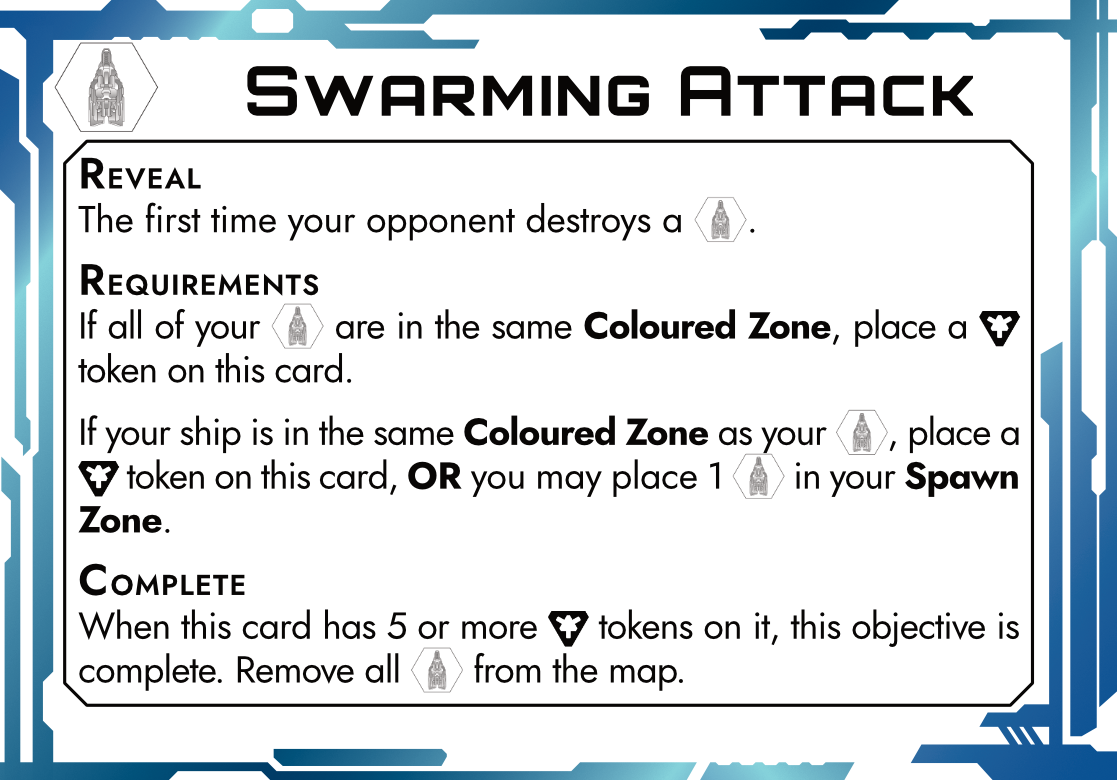 Swarming Attack
Reveal
The first time your opponent destroys a .
Requirements
If all of your are in the same Coloured Zone, place a
token on this card.
If your ship is in the same Coloured Zone as your , place a
token on this card, OR you may place 1 in your Spawn
Zone.
Complete
When this card has 5 or more tokens on it, this objective is
complete. Remove all from the map.